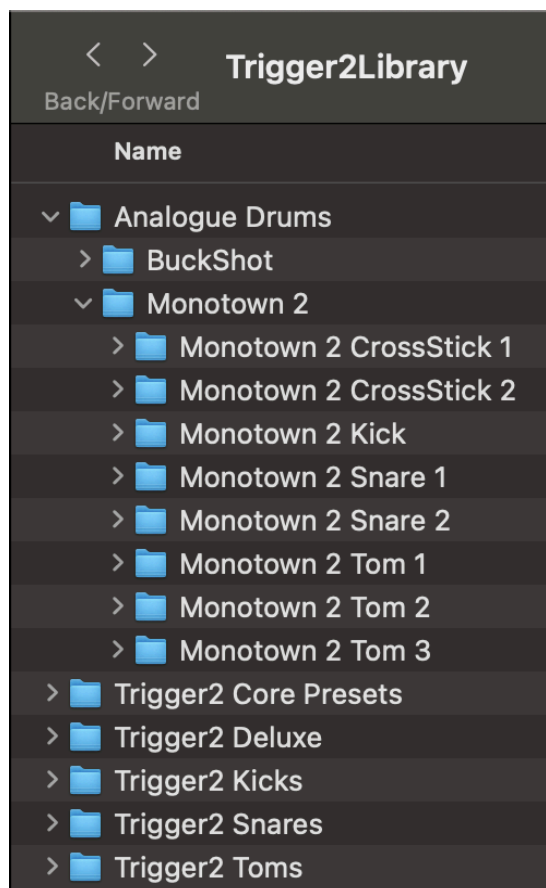 Trigger2Library
Back/Forward
Name
Analogue Drums
BuckShot
Monotown 2
Monotown 2 CrossStick 1
Monotown 2 CrossStick 2
Monotown 2 Kick
Monotown 2 Snare 1
Monotown 2 Snare 2
Monotown 2 Tom 1
Monotown 2 Tom 2
Monotown 2 Tom 3
Trigger2 Core Presets
Trigger2 Deluxe
Trigger2 Kicks
Trigger2 Snares
Trigger2 Toms